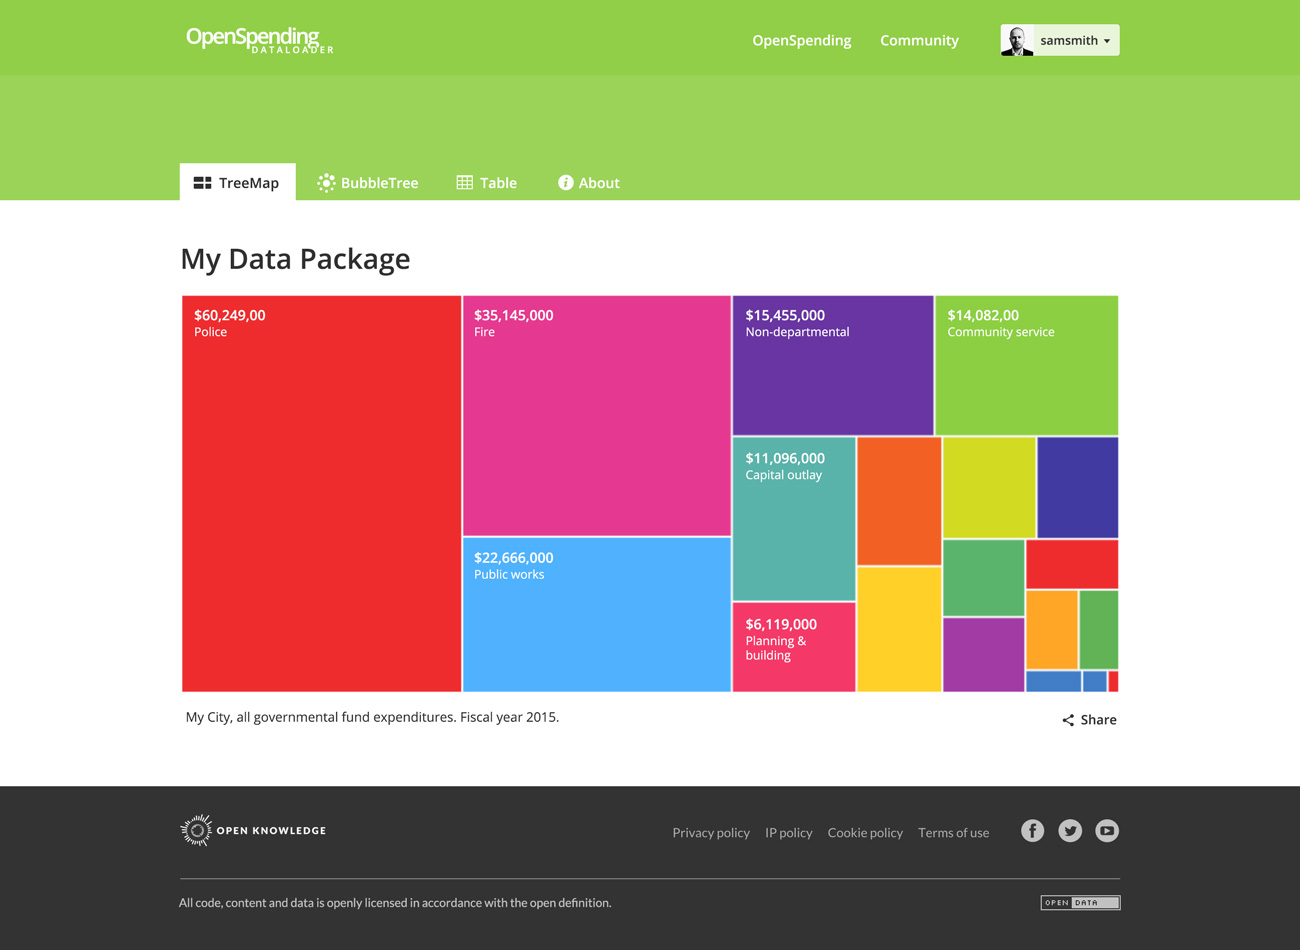 OpenSpending
DATALOADER
OpenSpending Community samsmith
TreeMap BubbleTree Table About
My Data Package
$60,249,00
Police
$35,145,000
Fire
$15,455,000
Non-departmental
$14,082,00
Community service
$11,096,000
Capital outlay
$22,666,000
Public works
$6,119,000
Planning &
building
My City, all governmental fund expenditures. Fiscal year 2015.
Share
OPEN KNOWLEDGE
Privacy policy IP policy Cookie policy Terms of use
All code, content and data is openly licensed in accordance with the open definition.
OPEN DATA